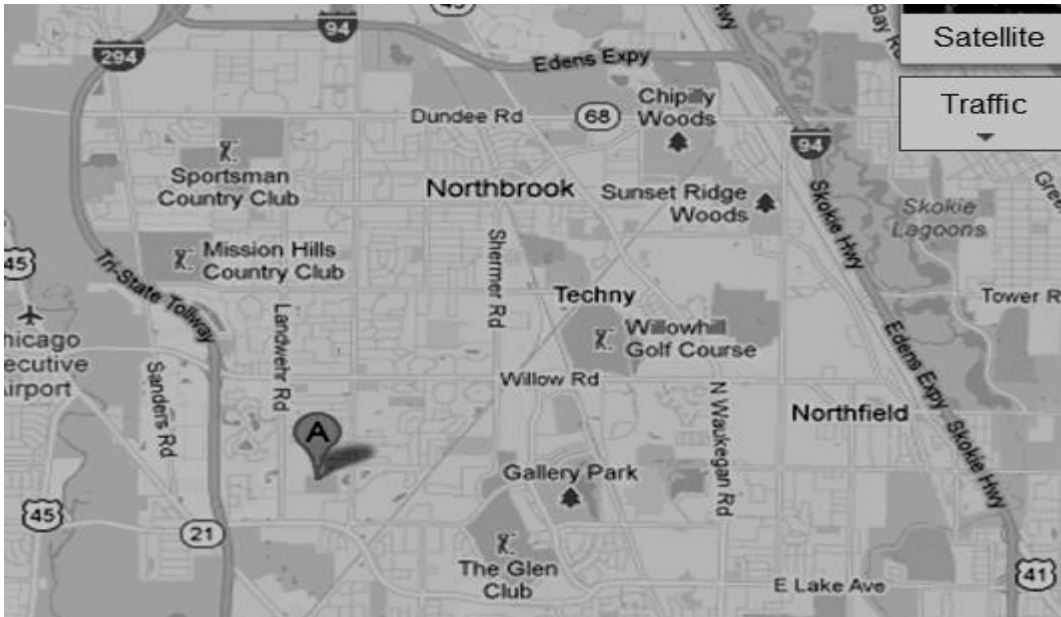 45
Hwy
Satellite
94
294
Edens Expy
Traffic
Chipilly
Woods
Dundee Rd
68
94
Sportsman
Country Club
Northbrook
Sunset Ridge
Woods
Skokie Hwy
Skokie
Lagoons
Mission Hills
Country Club
Shermer Rd
45
Tri-State Tollway
Techny
Tower R
Landwehr Rd
Willowhill
Golf Course
hicago
ecutive
irport
Sanders Rd
Willow Rd
N Waukegan Rd
Edens Expy
Northfield
A
Skokie Hwy
Gallery Park
45
21
The Glen
Club
E Lake Ave
41